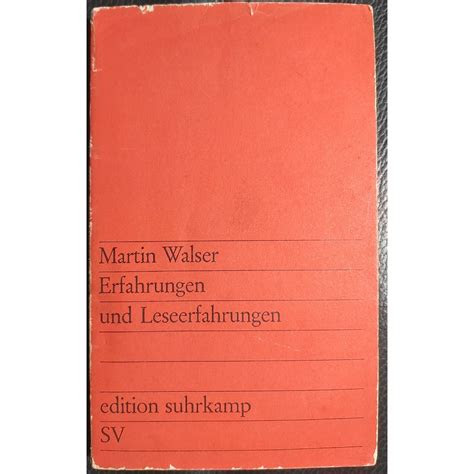 Martin Walser
Erfahrungen
und Leseerfahrungen
edition suhrkamp
SV